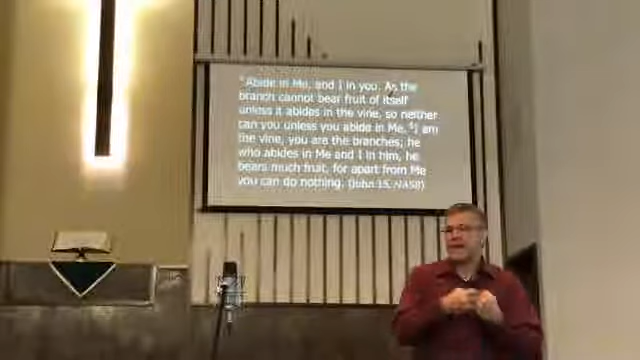 ⁴Abide in Me, and I in you. As the
branch cannot bear fruit of itself
unless it abides in the vine, so neither
can you unless you abide in Me. ⁵I am
the vine, you are the branches; he
who abides in Me and I in him, he
bears much fruit, for apart from Me
you can do nothing. (John 15, NASB)